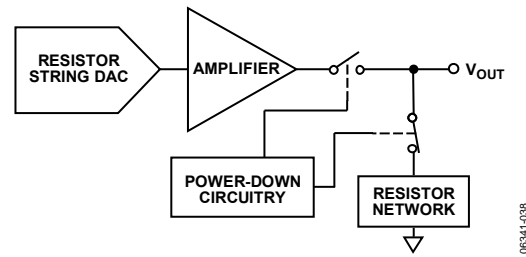 RESISTOR
STRING DAC
AMPLIFIER
VOUT
POWER-DOWN
CIRCUITRY
RESISTOR
NETWORK
06341-038